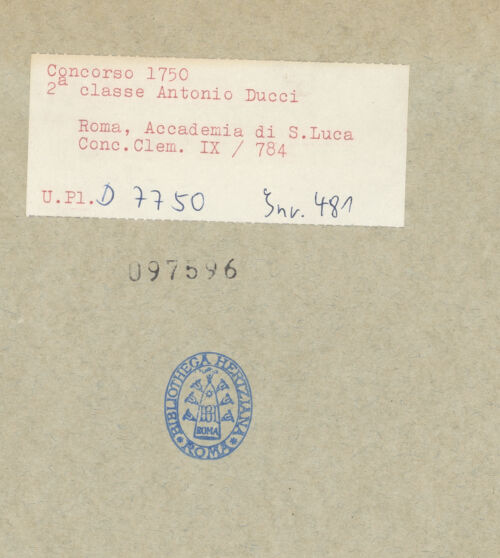 Concorso 1750
2ª classe Antonio Ducci
Roma, Accademia di S.Luca
Conc.Clem. IX / 784
U.Pl. D 7750 Inv. 481
097596
BIBLIOTHECA HERTZIANA
ROMA
ROMA